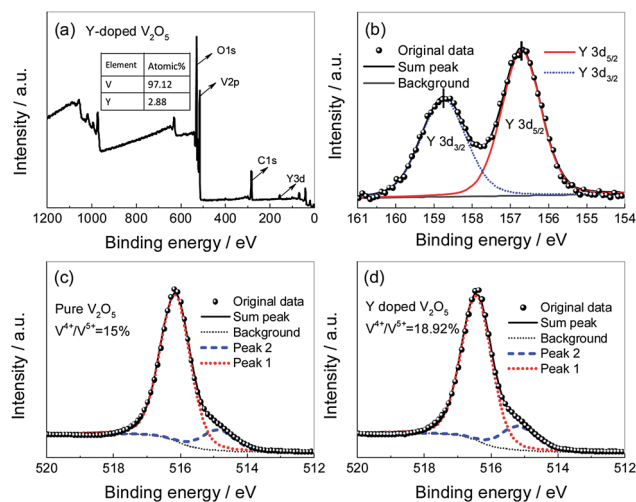 (a) Y-doped V₂O₅
Element Atomic%
V 97.12
Y 2.88
O1s
V2p
C1s
Y3d
Intensity / a.u.
1200 1000 800 600 400 200 0
Binding energy / eV
(b)
Original data
Sum peak
Background
Y 3d₅/₂
Y 3d₃/₂
Y 3d₃/₂
Y 3d₅/₂
Intensity / a.u.
161 160 159 158 157 156 155 154
Binding energy / eV
(c)
Pure V₂O₅
V⁴⁺/V⁵⁺=15%
Original data
Sum peak
Background
Peak 2
Peak 1
Intensity / a.u.
520 518 516 514 512
Binding energy / eV
(d)
Y doped V₂O₅
V⁴⁺/V⁵⁺=18.92%
Original data
Sum peak
Background
Peak 2
Peak 1
Intensity / a.u.
520 518 516 514 512
Binding energy / eV